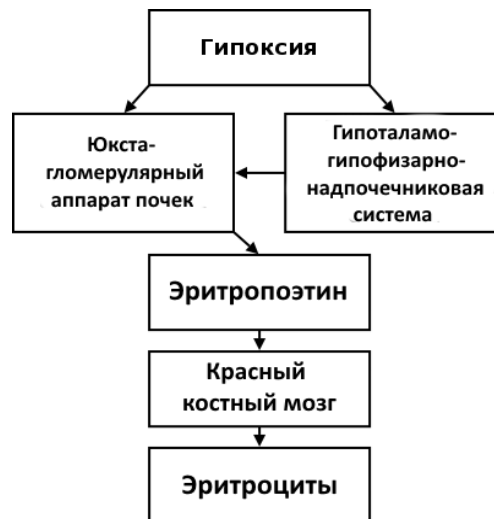 Гипоксия
Юкста-
гломерулярный
аппарат почек
Гипоталамо-
гипофизарно-
надпочечниковая
система
Эритропоэтин
Красный
костный мозг
Эритроциты